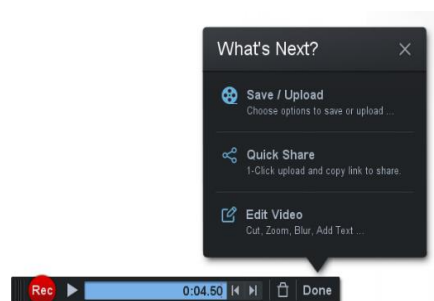 What's Next?
Save / Upload
Choose options to save or upload ...
Quick Share
1-Click upload and copy link to share.
Edit Video
Cut, Zoom, Blur, Add Text ...
Rec 0:04.50 Done